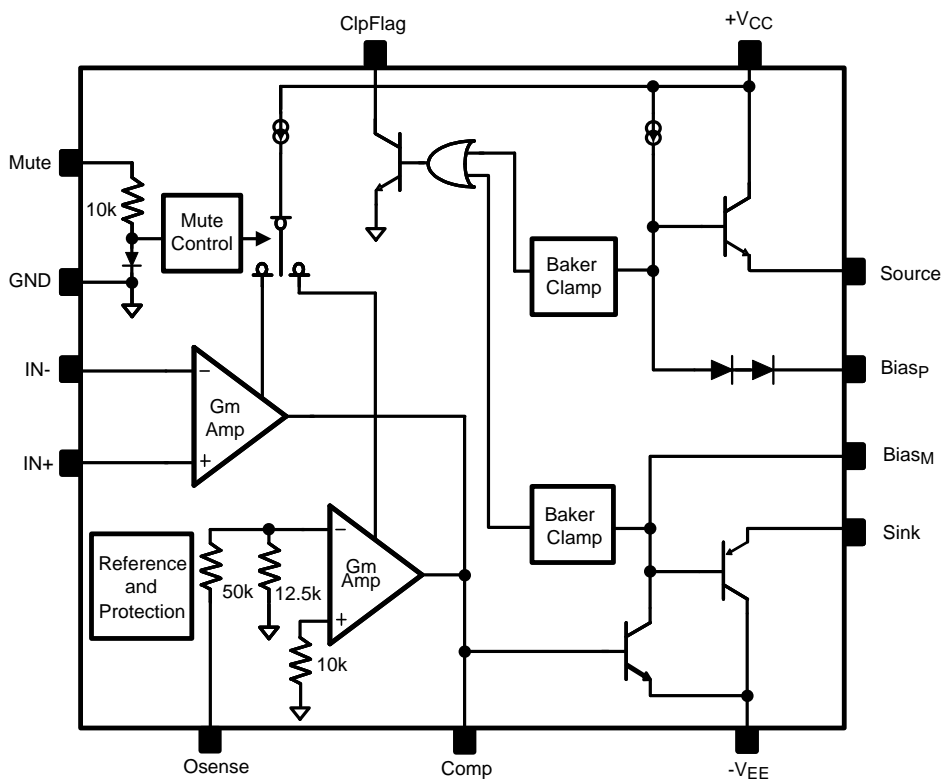 ClpFlag
+VCC
Mute
10k
Mute
Control
GND
Baker
Clamp
Source
IN-
−
Gm
Amp
BiasP
IN+
+
BiasM
Baker
Clamp
Sink
Reference
and
Protection
50k
12.5k
−
Gm
Amp
+
10k
Osense
Comp
-VEE